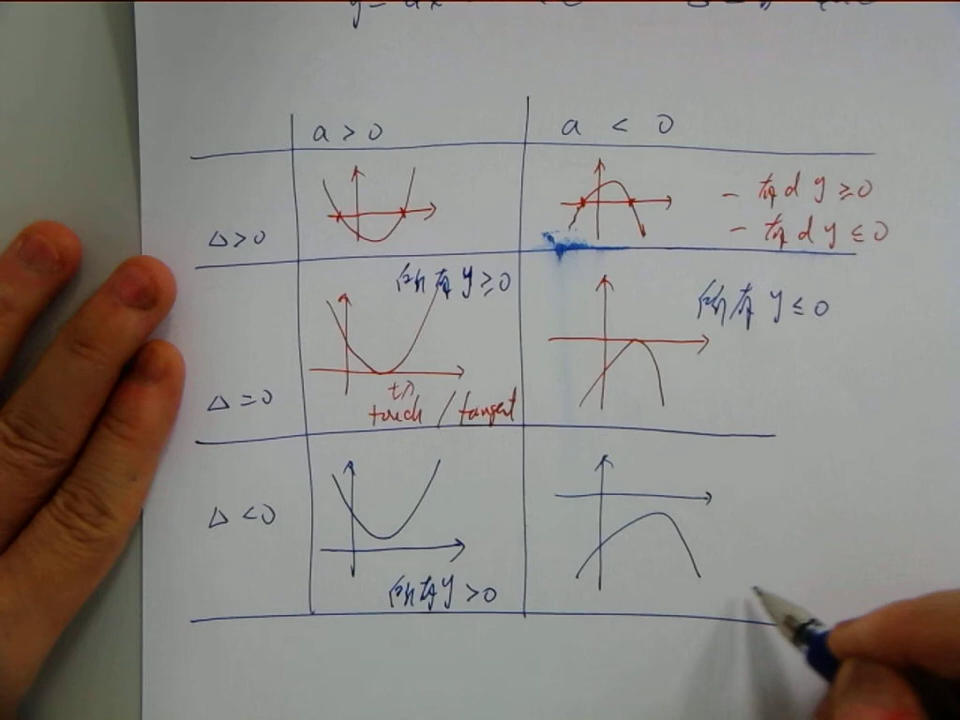 a > 0
a < 0
Δ > 0
- 有d y ≥ 0
- 有d y ≤ 0
所有 y ≥ 0
所有 y ≤ 0
Δ = 0
切
touch / tangent
Δ < 0
所有 y > 0